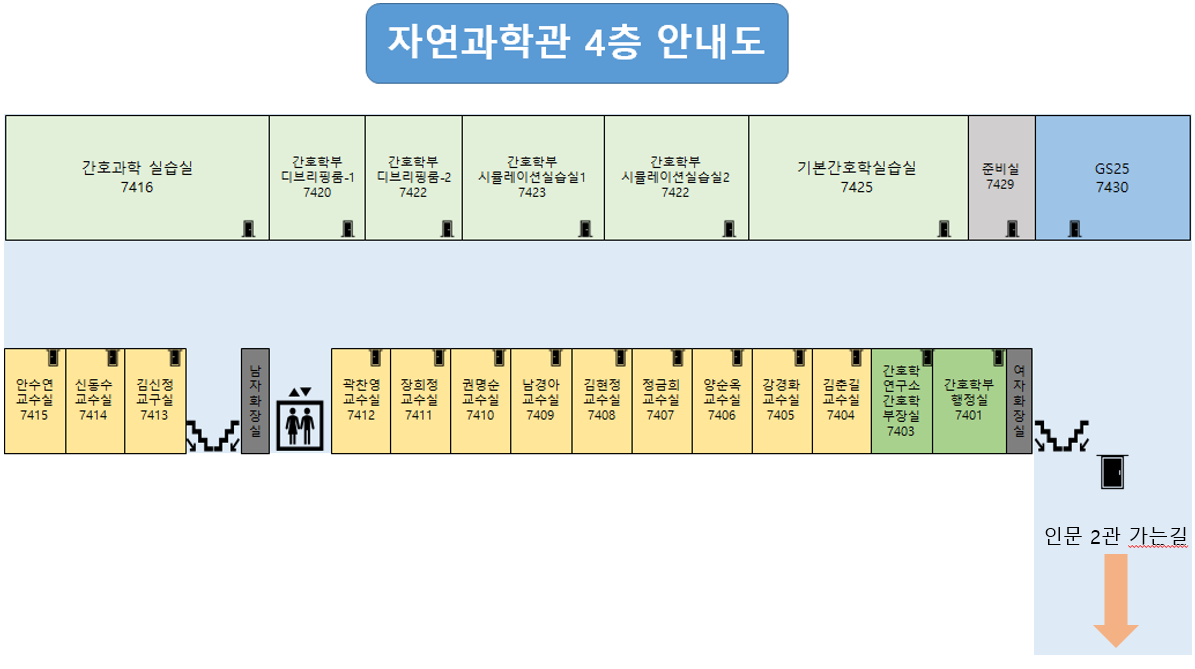 자연과학관 4층 안내도
간호과학 실습실
7416
간호학부
디브리핑룸-1
7420
간호학부
디브리핑룸-2
7422
간호학부
시뮬레이션실습실1
7423
간호학부
시뮬레이션실습실2
7422
기본간호학실습실
7425
준비실
7429
GS25
7430
안수연
교수실
7415
신동수
교수실
7414
김신정
교구실
7413
남
자
화
장
실
곽찬영
교수실
7412
장희정
교수실
7411
권명순
교수실
7410
남경아
교수실
7409
김현정
교수실
7408
정금희
교수실
7407
양순옥
교수실
7406
강경화
교수실
7405
김춘길
교수실
7404
간호학
연구소
간호학
부장실
7403
간호학부
행정실
7401
여
자
화
장
실
인문 2관 가는길